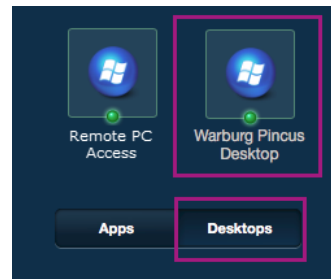 Remote PC
Access
Warburg Pincus
Desktop
Apps
Desktops